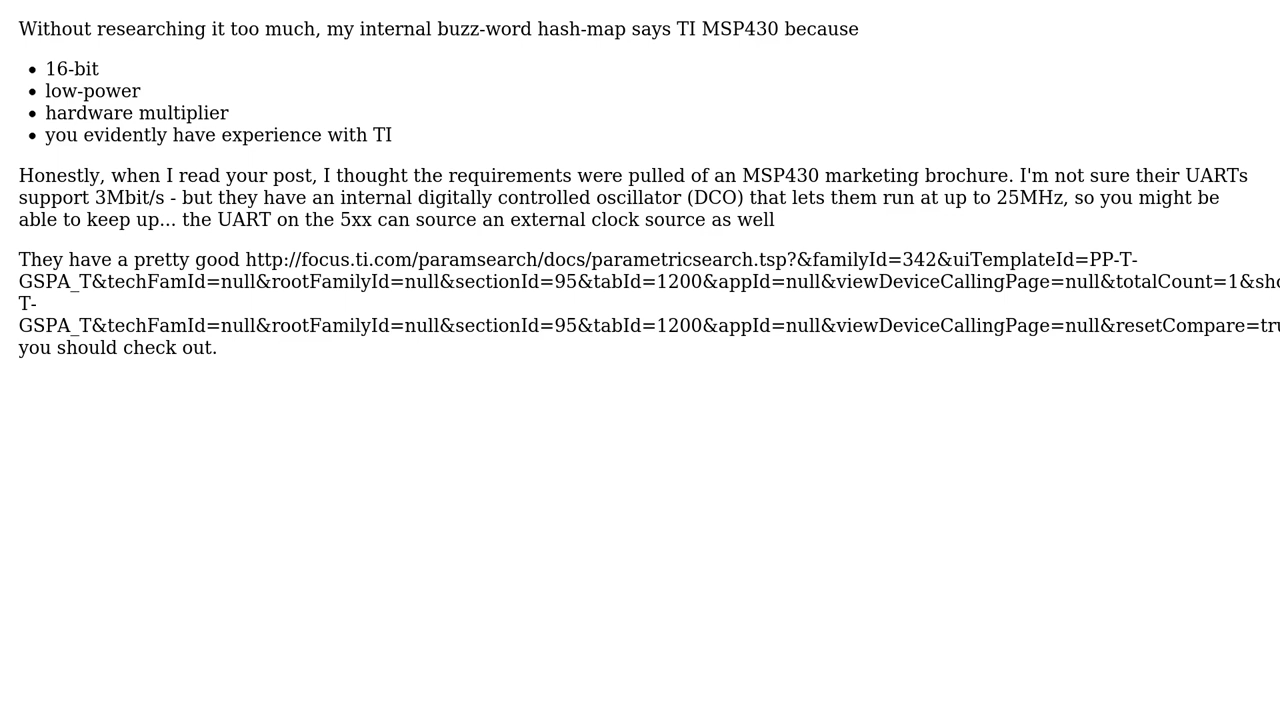 Without researching it too much, my internal buzz-word hash-map says TI MSP430 because
• 16-bit
• low-power
• hardware multiplier
• you evidently have experience with TI
Honestly, when I read your post, I thought the requirements were pulled of an MSP430 marketing brochure. I'm not sure their UARTs
support 3Mbit/s - but they have an internal digitally controlled oscillator (DCO) that lets them run at up to 25MHz, so you might be
able to keep up... the UART on the 5xx can source an external clock source as well
They have a pretty good http://focus.ti.com/paramsearch/docs/parametricsearch.tsp?&familyId=342&uiTemplateId=PP-T-
GSPA_T&techFamId=null&rootFamilyId=null&sectionId=95&tabId=1200&appId=null&viewDeviceCallingPage=null&totalCount=1&sho
T-
GSPA_T&techFamId=null&rootFamilyId=null&sectionId=95&tabId=1200&appId=null&viewDeviceCallingPage=null&resetCompare=tru
you should check out.